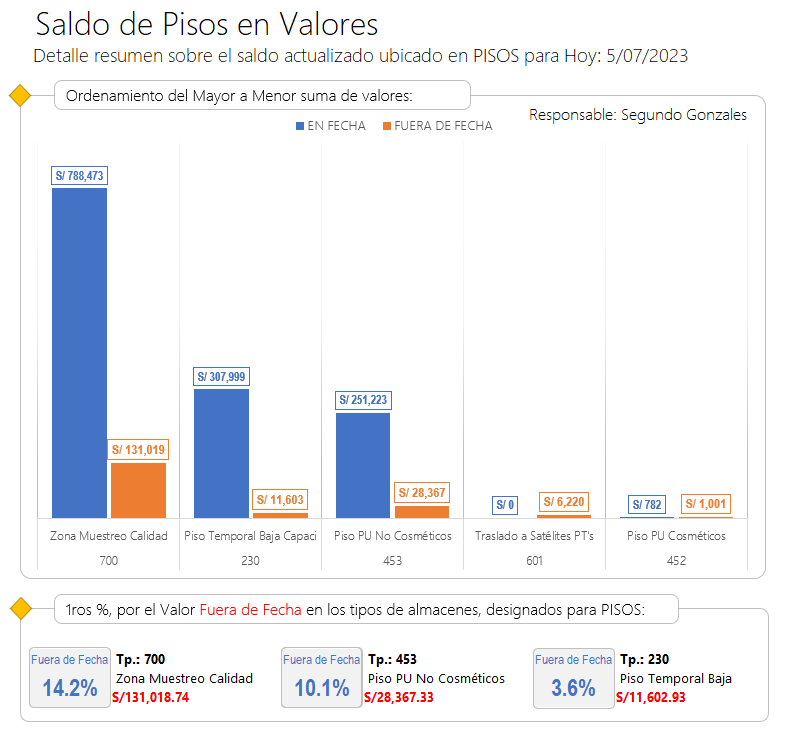 Saldo de Pisos en Valores
Detalle resumen sobre el saldo actualizado ubicado en PISOS para Hoy: 5/07/2023
Ordenamiento del Mayor a Menor suma de valores:
Responsable: Segundo Gonzales
EN FECHA FUERA DE FECHA
S/ 788,473
S/ 131,019
S/ 307,999
S/ 11,603
S/ 251,223
S/ 28,367
S/ 0
S/ 6,220
S/ 782
S/ 1,001
Zona Muestreo Calidad Piso Temporal Baja Capaci Piso PU No Cosméticos Traslado a Satélites PT's Piso PU Cosméticos
700 230 453 601 452
1ros %, por el Valor Fuera de Fecha en los tipos de almacenes, designados para PISOS:
Fuera de Fecha
14.2%
Tp.: 700
Zona Muestreo Calidad
S/131,018.74
Fuera de Fecha
10.1%
Tp.: 453
Piso PU No Cosméticos
S/28,367.33
Fuera de Fecha
3.6%
Tp.: 230
Piso Temporal Baja
S/11,602.93